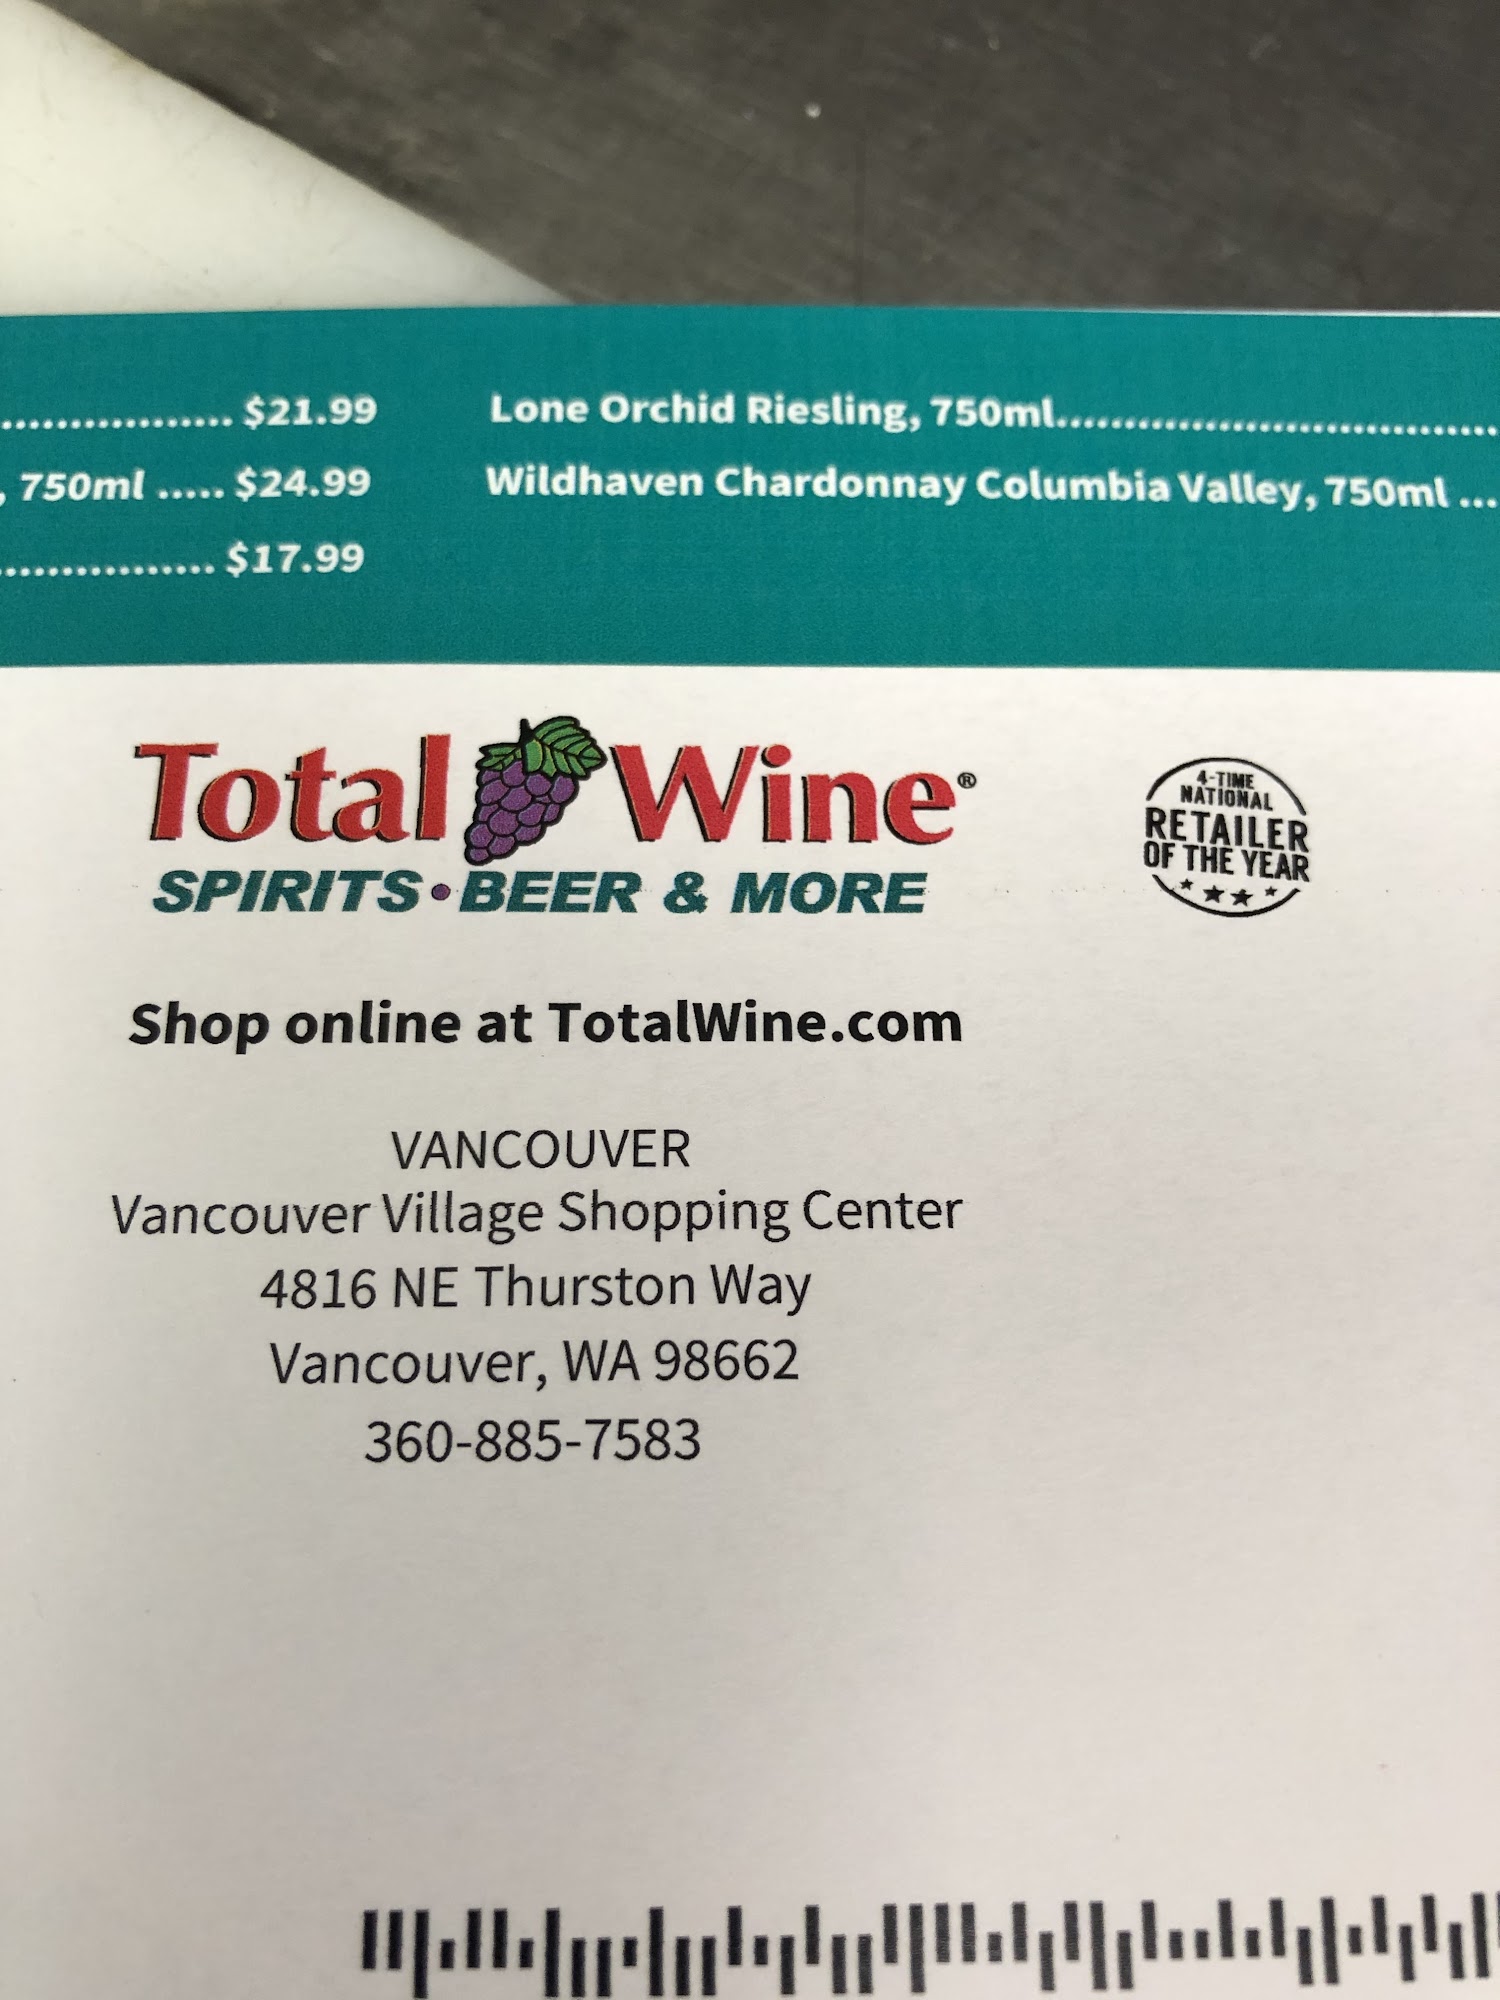 ................. $21.99
, 750ml ..... $24.99
................ $17.99
Lone Orchid Riesling, 750ml................................
Wildhaven Chardonnay Columbia Valley, 750ml ...
Total Wine®
SPIRITS • BEER & MORE
4-TIME
NATIONAL
RETAILER
OF THE YEAR
Shop online at TotalWine.com
VANCOUVER
Vancouver Village Shopping Center
4816 NE Thurston Way
Vancouver, WA 98662
360-885-7583